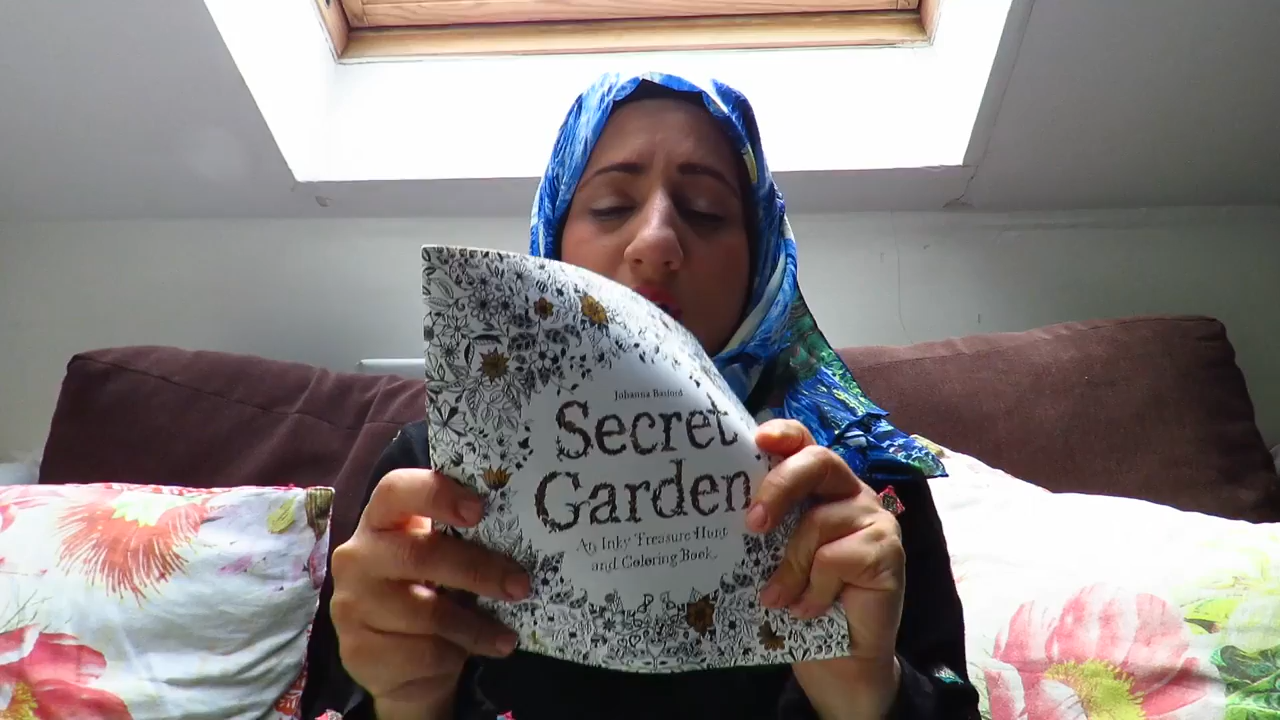 Johanna Basford
Secret
Garden
An Inky Treasure Hunt
and Coloring Book